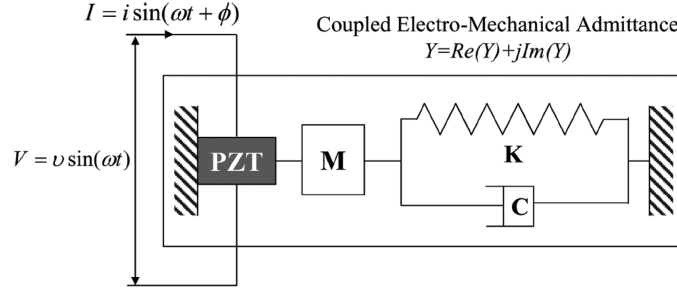 I = i sin(ωt + ϕ)
Coupled Electro-Mechanical Admittance
Y=Re(Y)+jIm(Y)
V = υ sin(ωt)
PZT
M
K
C